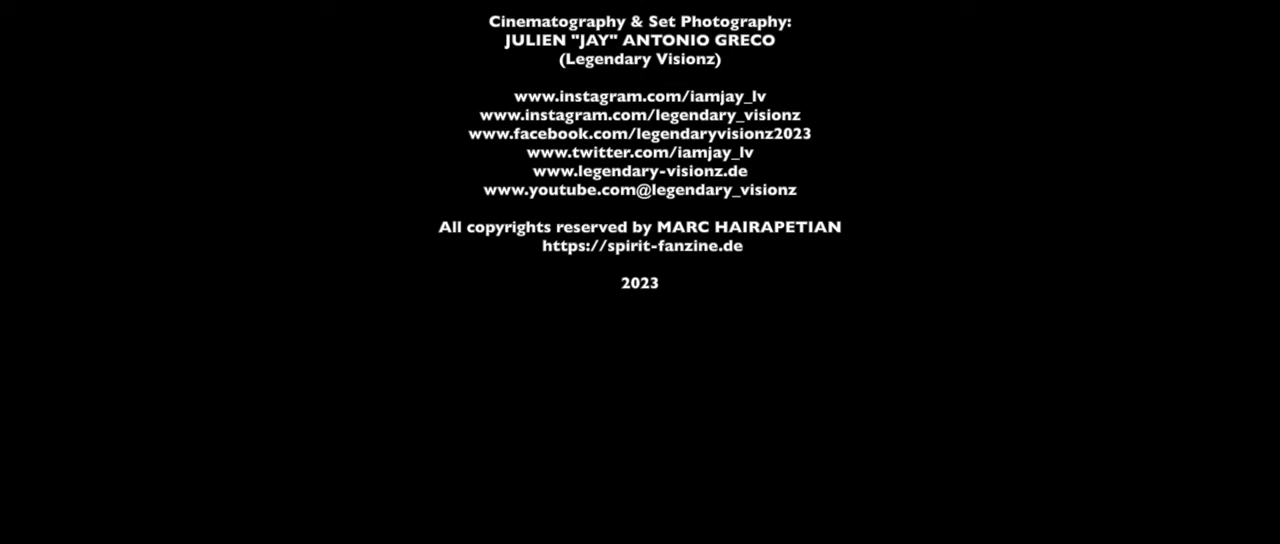 Cinematography & Set Photography:
JULIEN "JAY" ANTONIO GRECO
(Legendary Visionz)
www.instagram.com/iamjay_lv
www.instagram.com/legendary_visionz
www.facebook.com/legendaryvisionz2023
www.twitter.com/iamjay_lv
www.legendary-visionz.de
www.youtube.com@legendary_visionz
All copyrights reserved by MARC HAIRAPETIAN
https://spirit-fanzine.de
2023